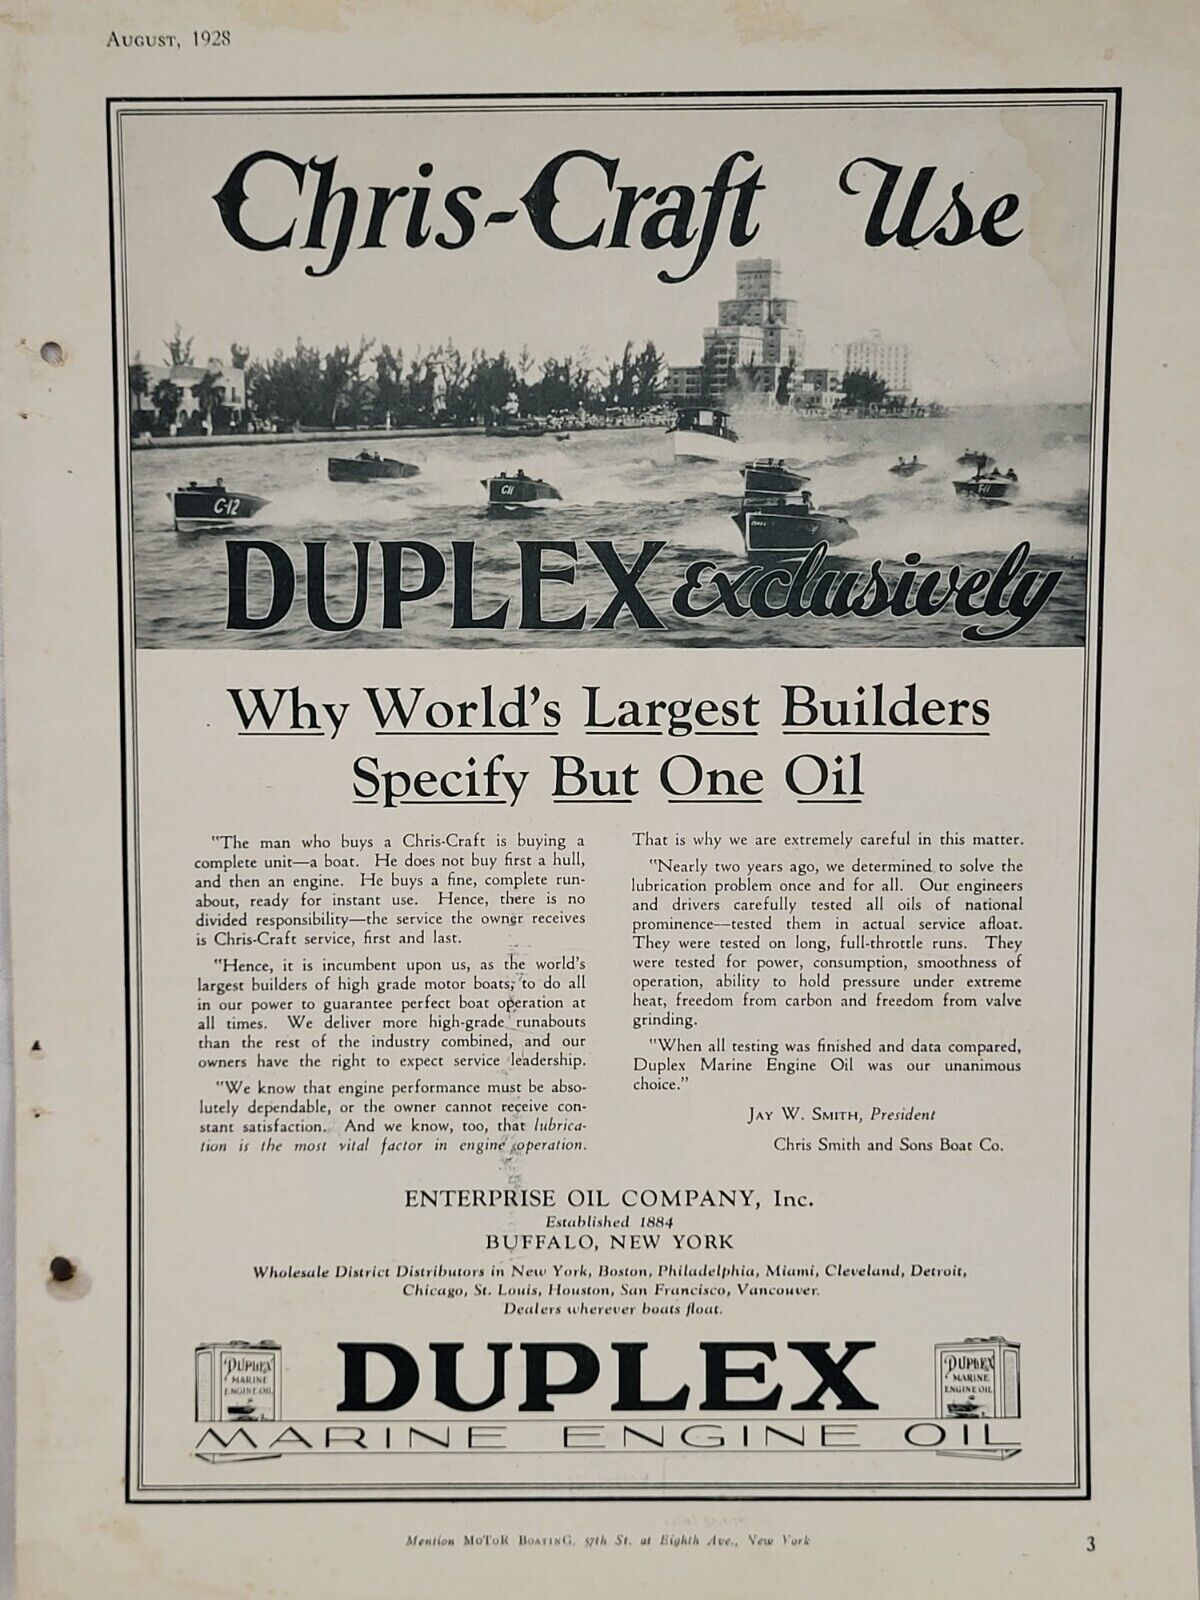 August, 1928
Chris-Craft Use
C-12
C11
DUPLEX exclusively
Why World's Largest Builders
Specify But One Oil
"The man who buys a Chris-Craft is buying a
complete unit—a boat. He does not buy first a hull,
and then an engine. He buys a fine, complete run-
about, ready for instant use. Hence, there is no
divided responsibility—the service the owner receives
is Chris-Craft service, first and last.
"Hence, it is incumbent upon us, as the world's
largest builders of high grade motor boats, to do all
in our power to guarantee perfect boat operation at
all times. We deliver more high-grade runabouts
than the rest of the industry combined, and our
owners have the right to expect service leadership.
"We know that engine performance must be abso-
lutely dependable, or the owner cannot receive con-
stant satisfaction. And we know, too, that lubrica-
tion is the most vital factor in engine operation.
That is why we are extremely careful in this matter.
"Nearly two years ago, we determined to solve the
lubrication problem once and for all. Our engineers
and drivers carefully tested all oils of national
prominence—tested them in actual service afloat.
They were tested on long, full-throttle runs. They
were tested for power, consumption, smoothness of
operation, ability to hold pressure under extreme
heat, freedom from carbon and freedom from valve
grinding.
"When all testing was finished and data compared,
Duplex Marine Engine Oil was our unanimous
choice."
Jay W. Smith, President
Chris Smith and Sons Boat Co.
ENTERPRISE OIL COMPANY, Inc.
Established 1884
BUFFALO, NEW YORK
Wholesale District Distributors in New York, Boston, Philadelphia, Miami, Cleveland, Detroit,
Chicago, St. Louis, Houston, San Francisco, Vancouver.
Dealers wherever boats float.
DUPLEX
MARINE
ENGINE OIL
DUPLEX
DUPLEX
MARINE
ENGINE OIL
MARINE ENGINE OIL
Mention MoToR BoatinG, 57th St. at Eighth Ave., New York
3